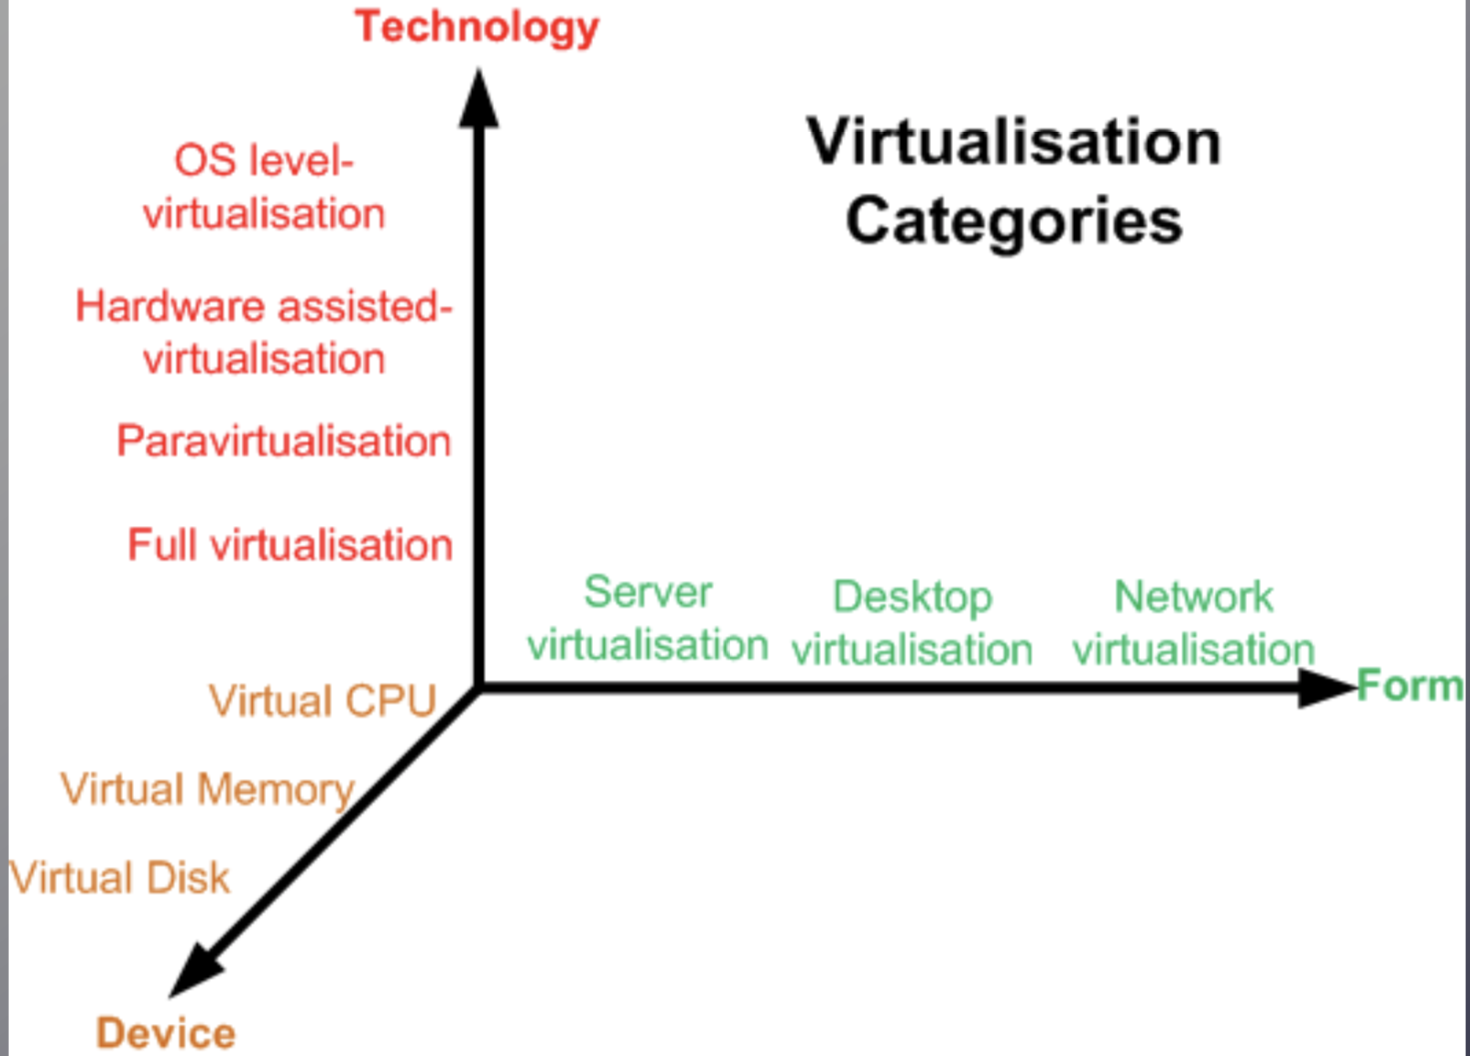 Technology
Virtualisation
Categories
OS level-
virtualisation
Hardware assisted-
virtualisation
Paravirtualisation
Full virtualisation
Server
virtualisation
Desktop
virtualisation
Network
virtualisation
Form
Virtual CPU
Virtual Memory
Virtual Disk
Device